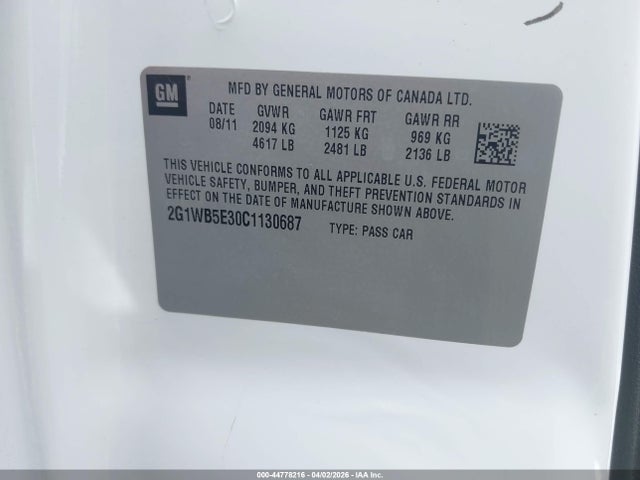 GM
MFD BY GENERAL MOTORS OF CANADA LTD.
DATE GVWR GAWR FRT GAWR RR
08/11 2094 KG 1125 KG 969 KG
4617 LB 2481 LB 2136 LB
THIS VEHICLE CONFORMS TO ALL APPLICABLE U.S. FEDERAL MOTOR
VEHICLE SAFETY, BUMPER, AND THEFT PREVENTION STANDARDS IN
EFFECT ON THE DATE OF MANUFACTURE SHOWN ABOVE.
2G1WB5E30C1130687 TYPE: PASS CAR
000-44778216 - 04/02/2026 - IAA Inc.